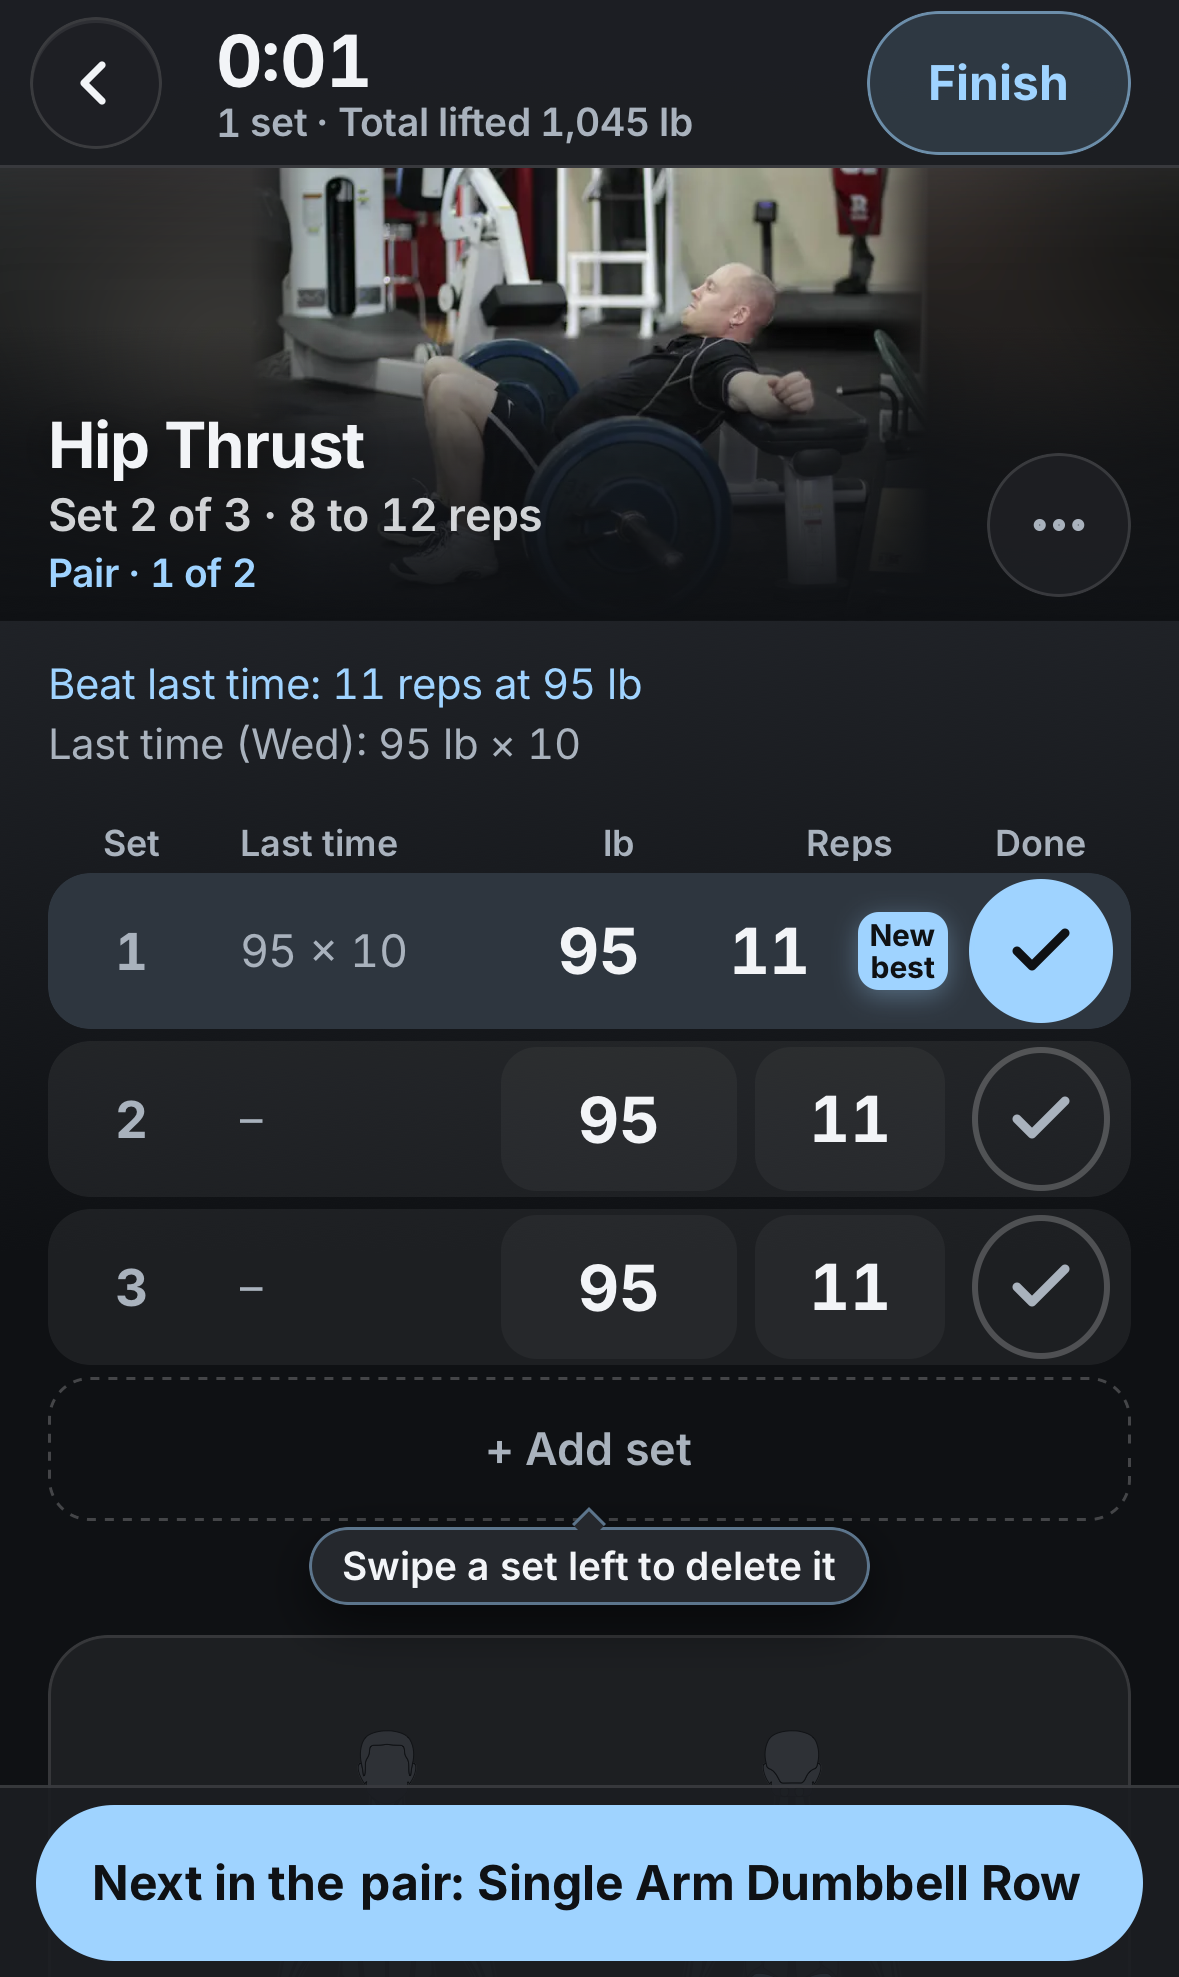 0:01
Finish
1 set · Total lifted 1,045 lb
R
Hip Thrust
Set 2 of 3 · 8 to 12 reps
Pair · 1 of 2
Beat last time: 11 reps at 95 lb
Last time (Wed): 95 lb × 10
Set Last time lb Reps Done
1 95 × 10 95 11 New best
2 – 95 11
3 – 95 11
+ Add set
Swipe a set left to delete it
Next in the pair: Single Arm Dumbbell Row